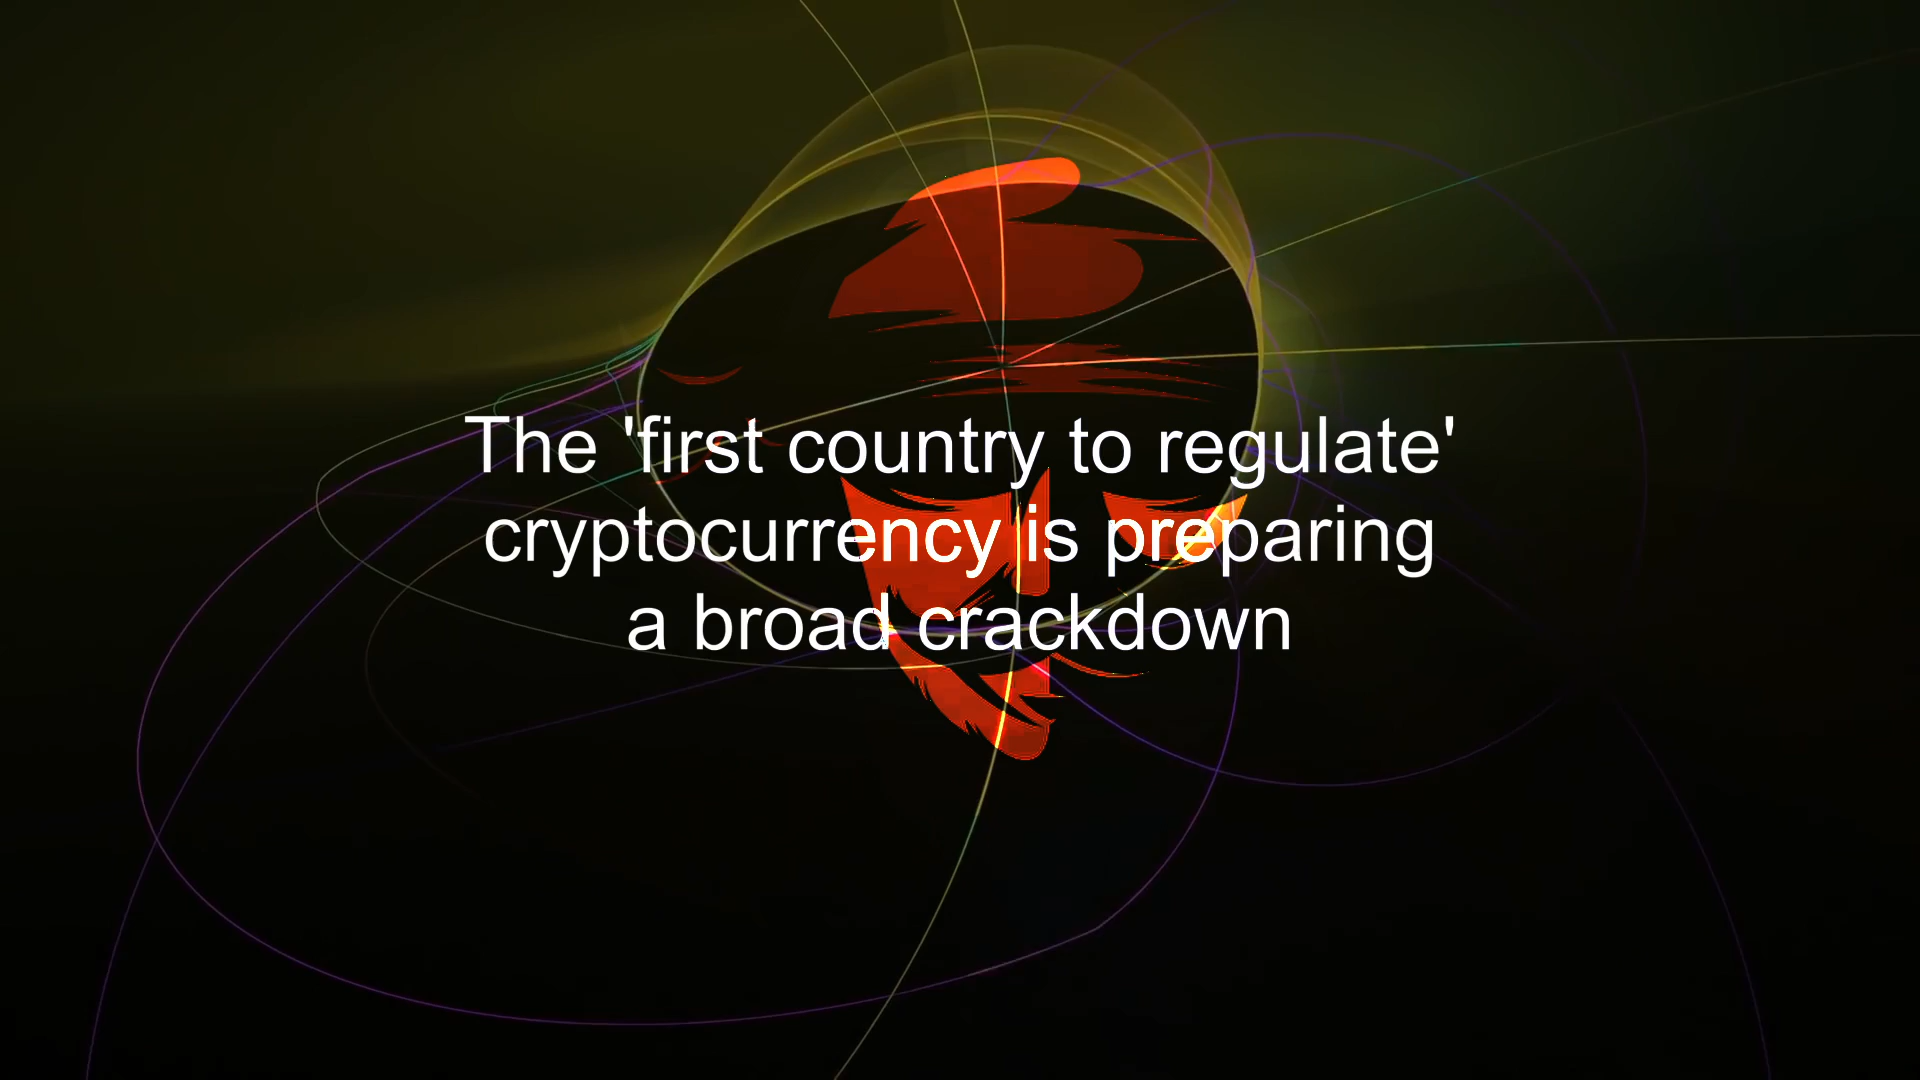 The 'first country to regulate'
cryptocurrency is preparing
a broad crackdown